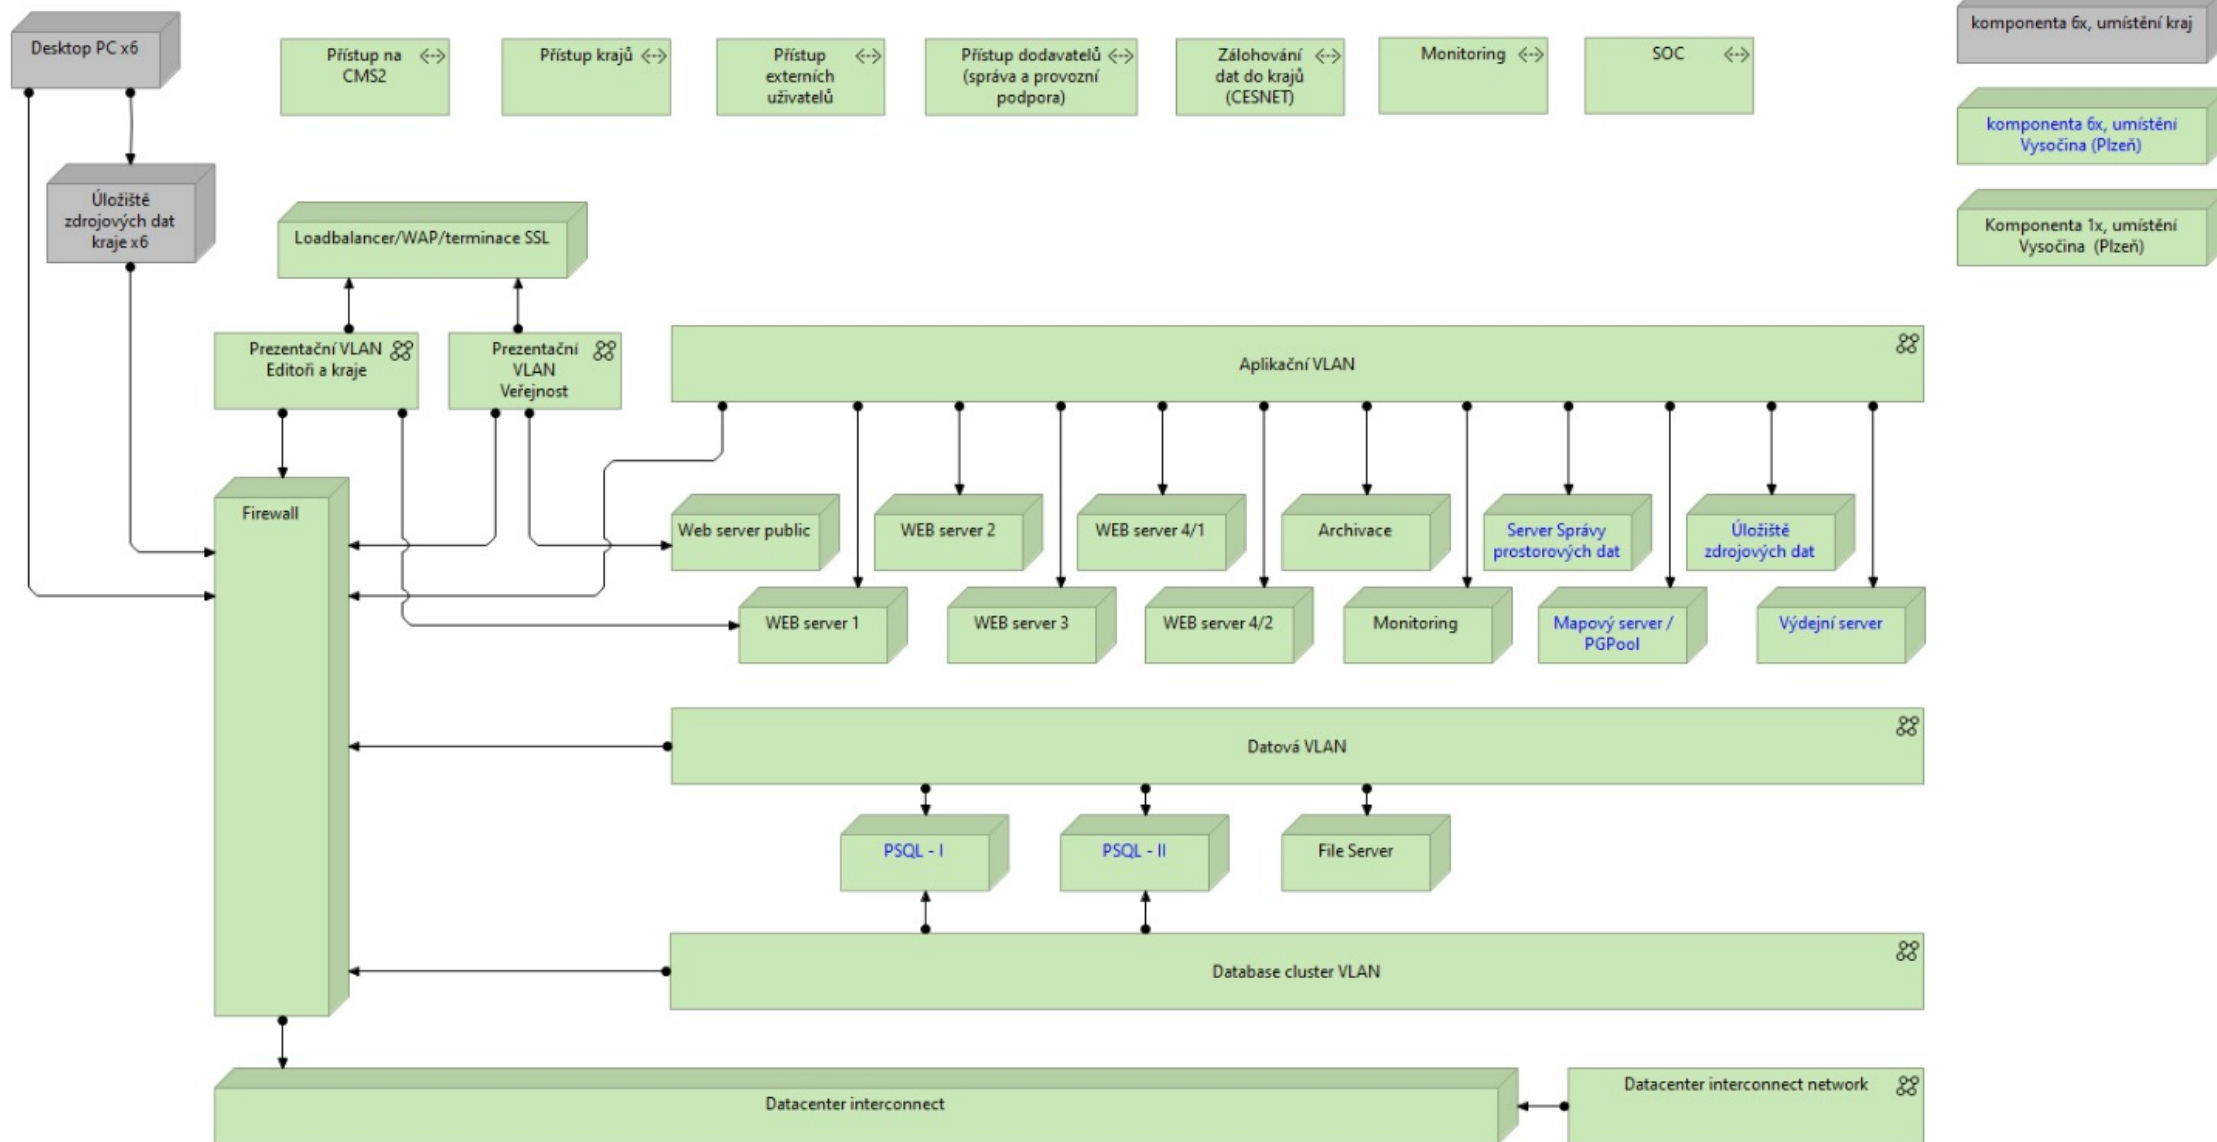 Desktop PC x6
Přístup na
CMS2
Přístup krajů
Přístup
externích
uživatelů
Přístup dodavatelů
(správa a provozní
podpora)
Zálohování
dat do krajů
(CESNET)
Monitoring
SOC
komponenta 6x, umístění kraj
komponenta 6x, umístění
Vysočina (Plzeň)
Komponenta 1x, umístění
Vysočina (Plzeň)
Úložiště
zdrojových dat
kraje x6
Loadbalancer/WAP/terminace SSL
Prezentační VLAN
Editoři a kraje
Prezentační
VLAN
Veřejnost
Aplikační VLAN
Firewall
Web server public
WEB server 2
WEB server 4/1
Archivace
Server Správy
prostorových dat
Úložiště
zdrojových dat
WEB server 1
WEB server 3
WEB server 4/2
Monitoring
Mapový server /
PGPool
Výdejní server
Datová VLAN
PSQL - I
PSQL - II
File Server
Database cluster VLAN
Datacenter interconnect
Datacenter interconnect network